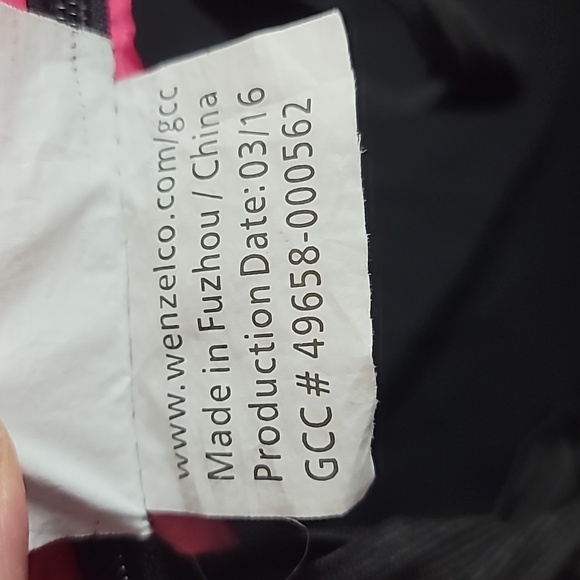 www.wenzelco.com/gcc
Made in Fuzhou / China
Production Date: 03/16
GCC # 49658-000562